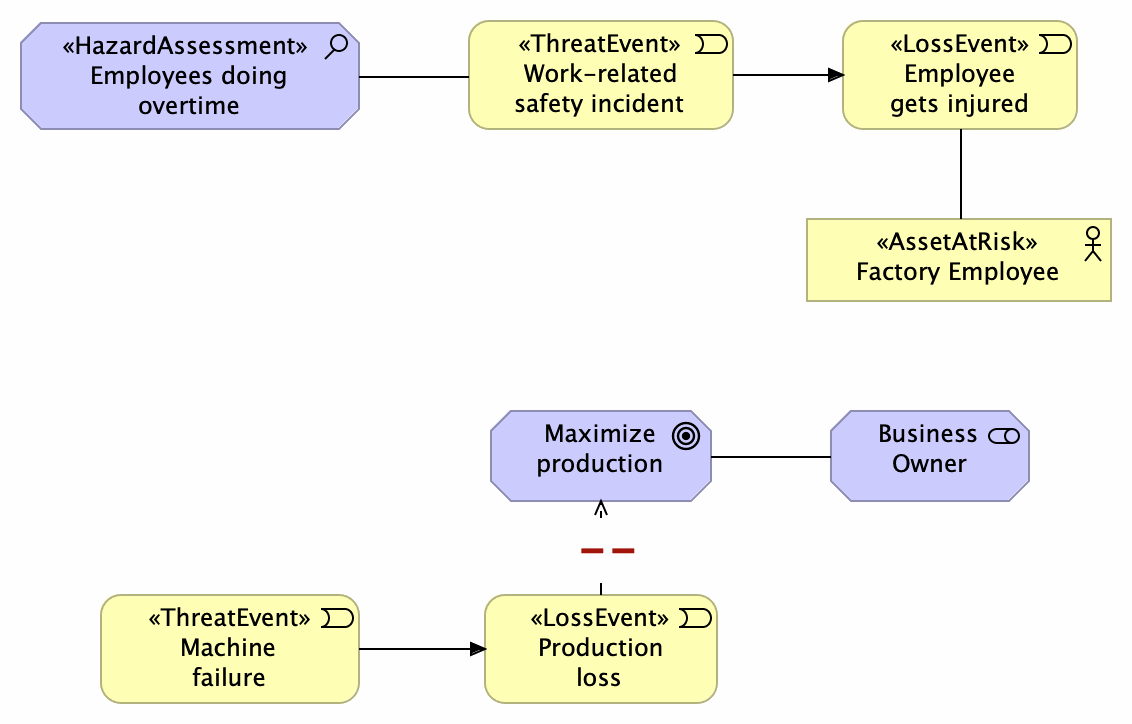 «HazardAssessment»
Employees doing
overtime
«ThreatEvent»
Work-related
safety incident
«LossEvent»
Employee
gets injured
«AssetAtRisk»
Factory Employee
Maximize
production
Business
Owner
«ThreatEvent»
Machine
failure
«LossEvent»
Production
loss